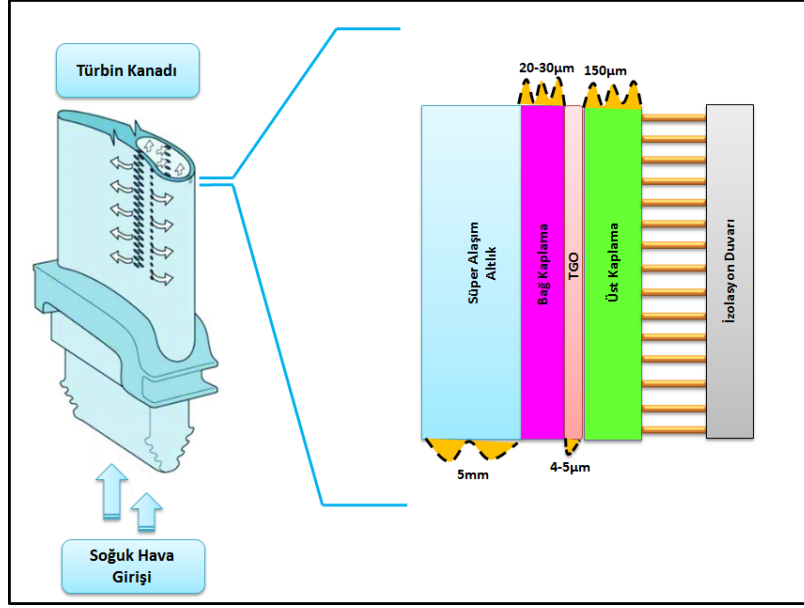 Türbin Kanadı
20-30µm
150µm
Süper Alaşım
Altlık
Bağ Kaplama
TGO
Üst Kaplama
İzolasyon Duvarı
5mm
4-5µm
Soğuk Hava
Girişi